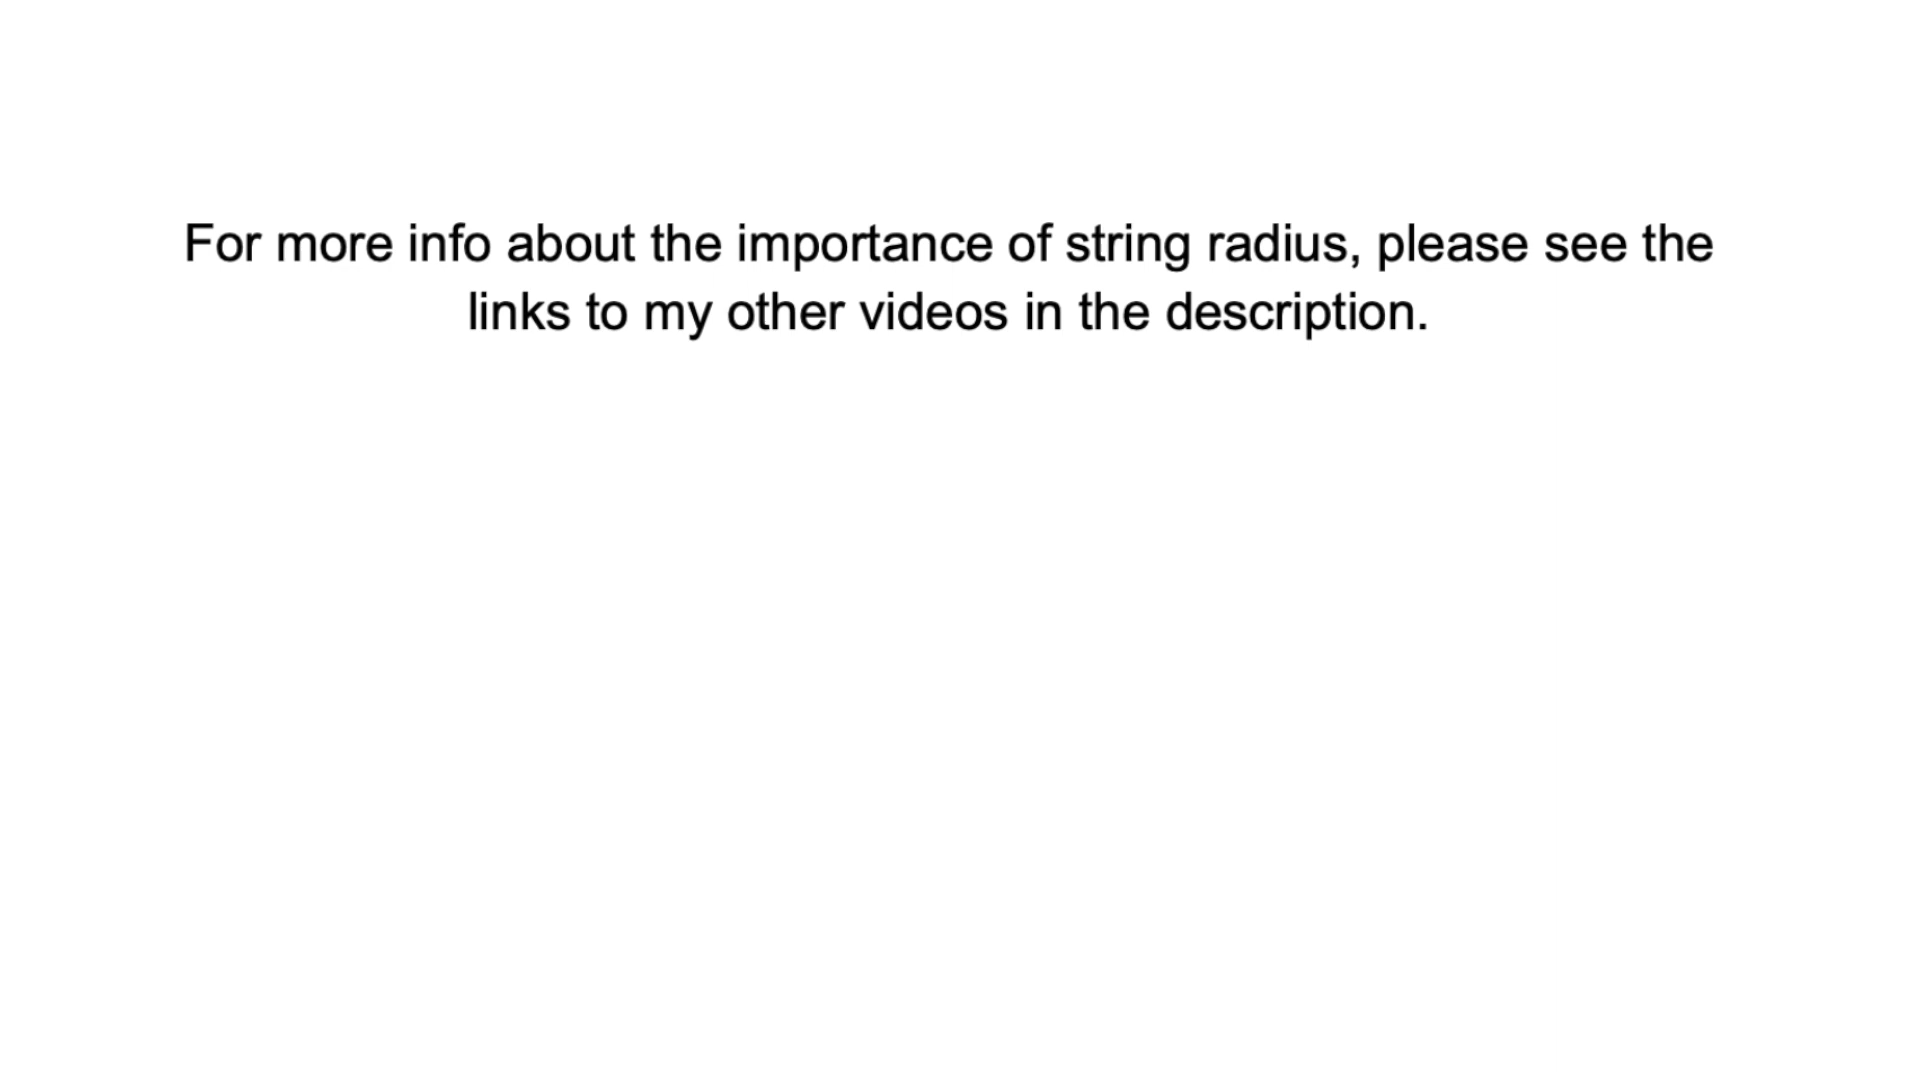 For more info about the importance of string radius, please see the
links to my other videos in the description.